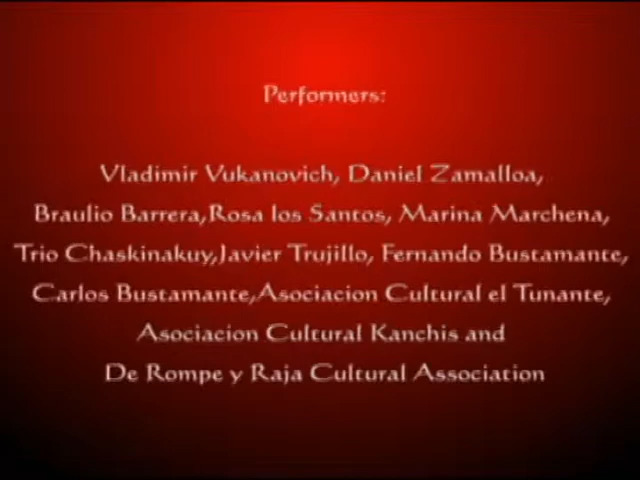 Performers:
Vladimir Vukanovich, Daniel Zamalloa,
Braulio Barrera,Rosa los Santos, Marina Marchena,
Trio Chaskinakuy,Javier Trujillo, Fernando Bustamante,
Carlos Bustamante,Asociacion Cultural el Tunante,
Asociacion Cultural Kanchis and
De Rompe y Raja Cultural Association